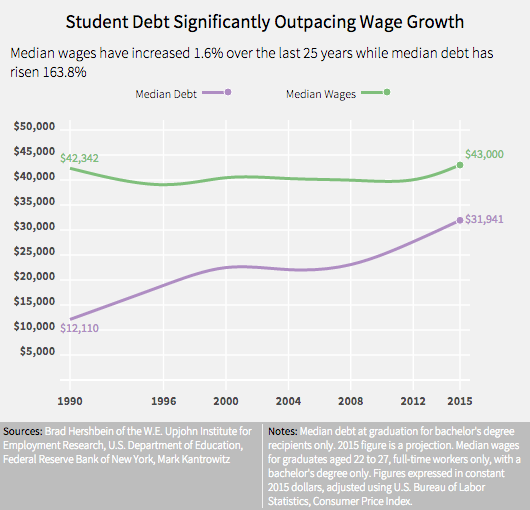 Student Debt Significantly Outpacing Wage Growth
Median wages have increased 1.6% over the last 25 years while median debt has
risen 163.8%
Median Debt
Median Wages
$50,000
$45,000
$40,000
$35,000
$30,000
$25,000
$20,000
$15,000
$10,000
$5,000
$42,342
$43,000
$31,941
$12,110
1990
1996
2000
2004
2008
2012
2015
Sources: Brad Hershbein of the W.E. Upjohn Institute for
Employment Research, U.S. Department of Education,
Federal Reserve Bank of New York, Mark Kantrowitz
Notes: Median debt at graduation for bachelor's degree
recipients only. 2015 figure is a projection. Median wages
for graduates aged 22 to 27, full-time workers only, with a
bachelor's degree only. Figures expressed in constant
2015 dollars, adjusted using U.S. Bureau of Labor
Statistics, Consumer Price Index.